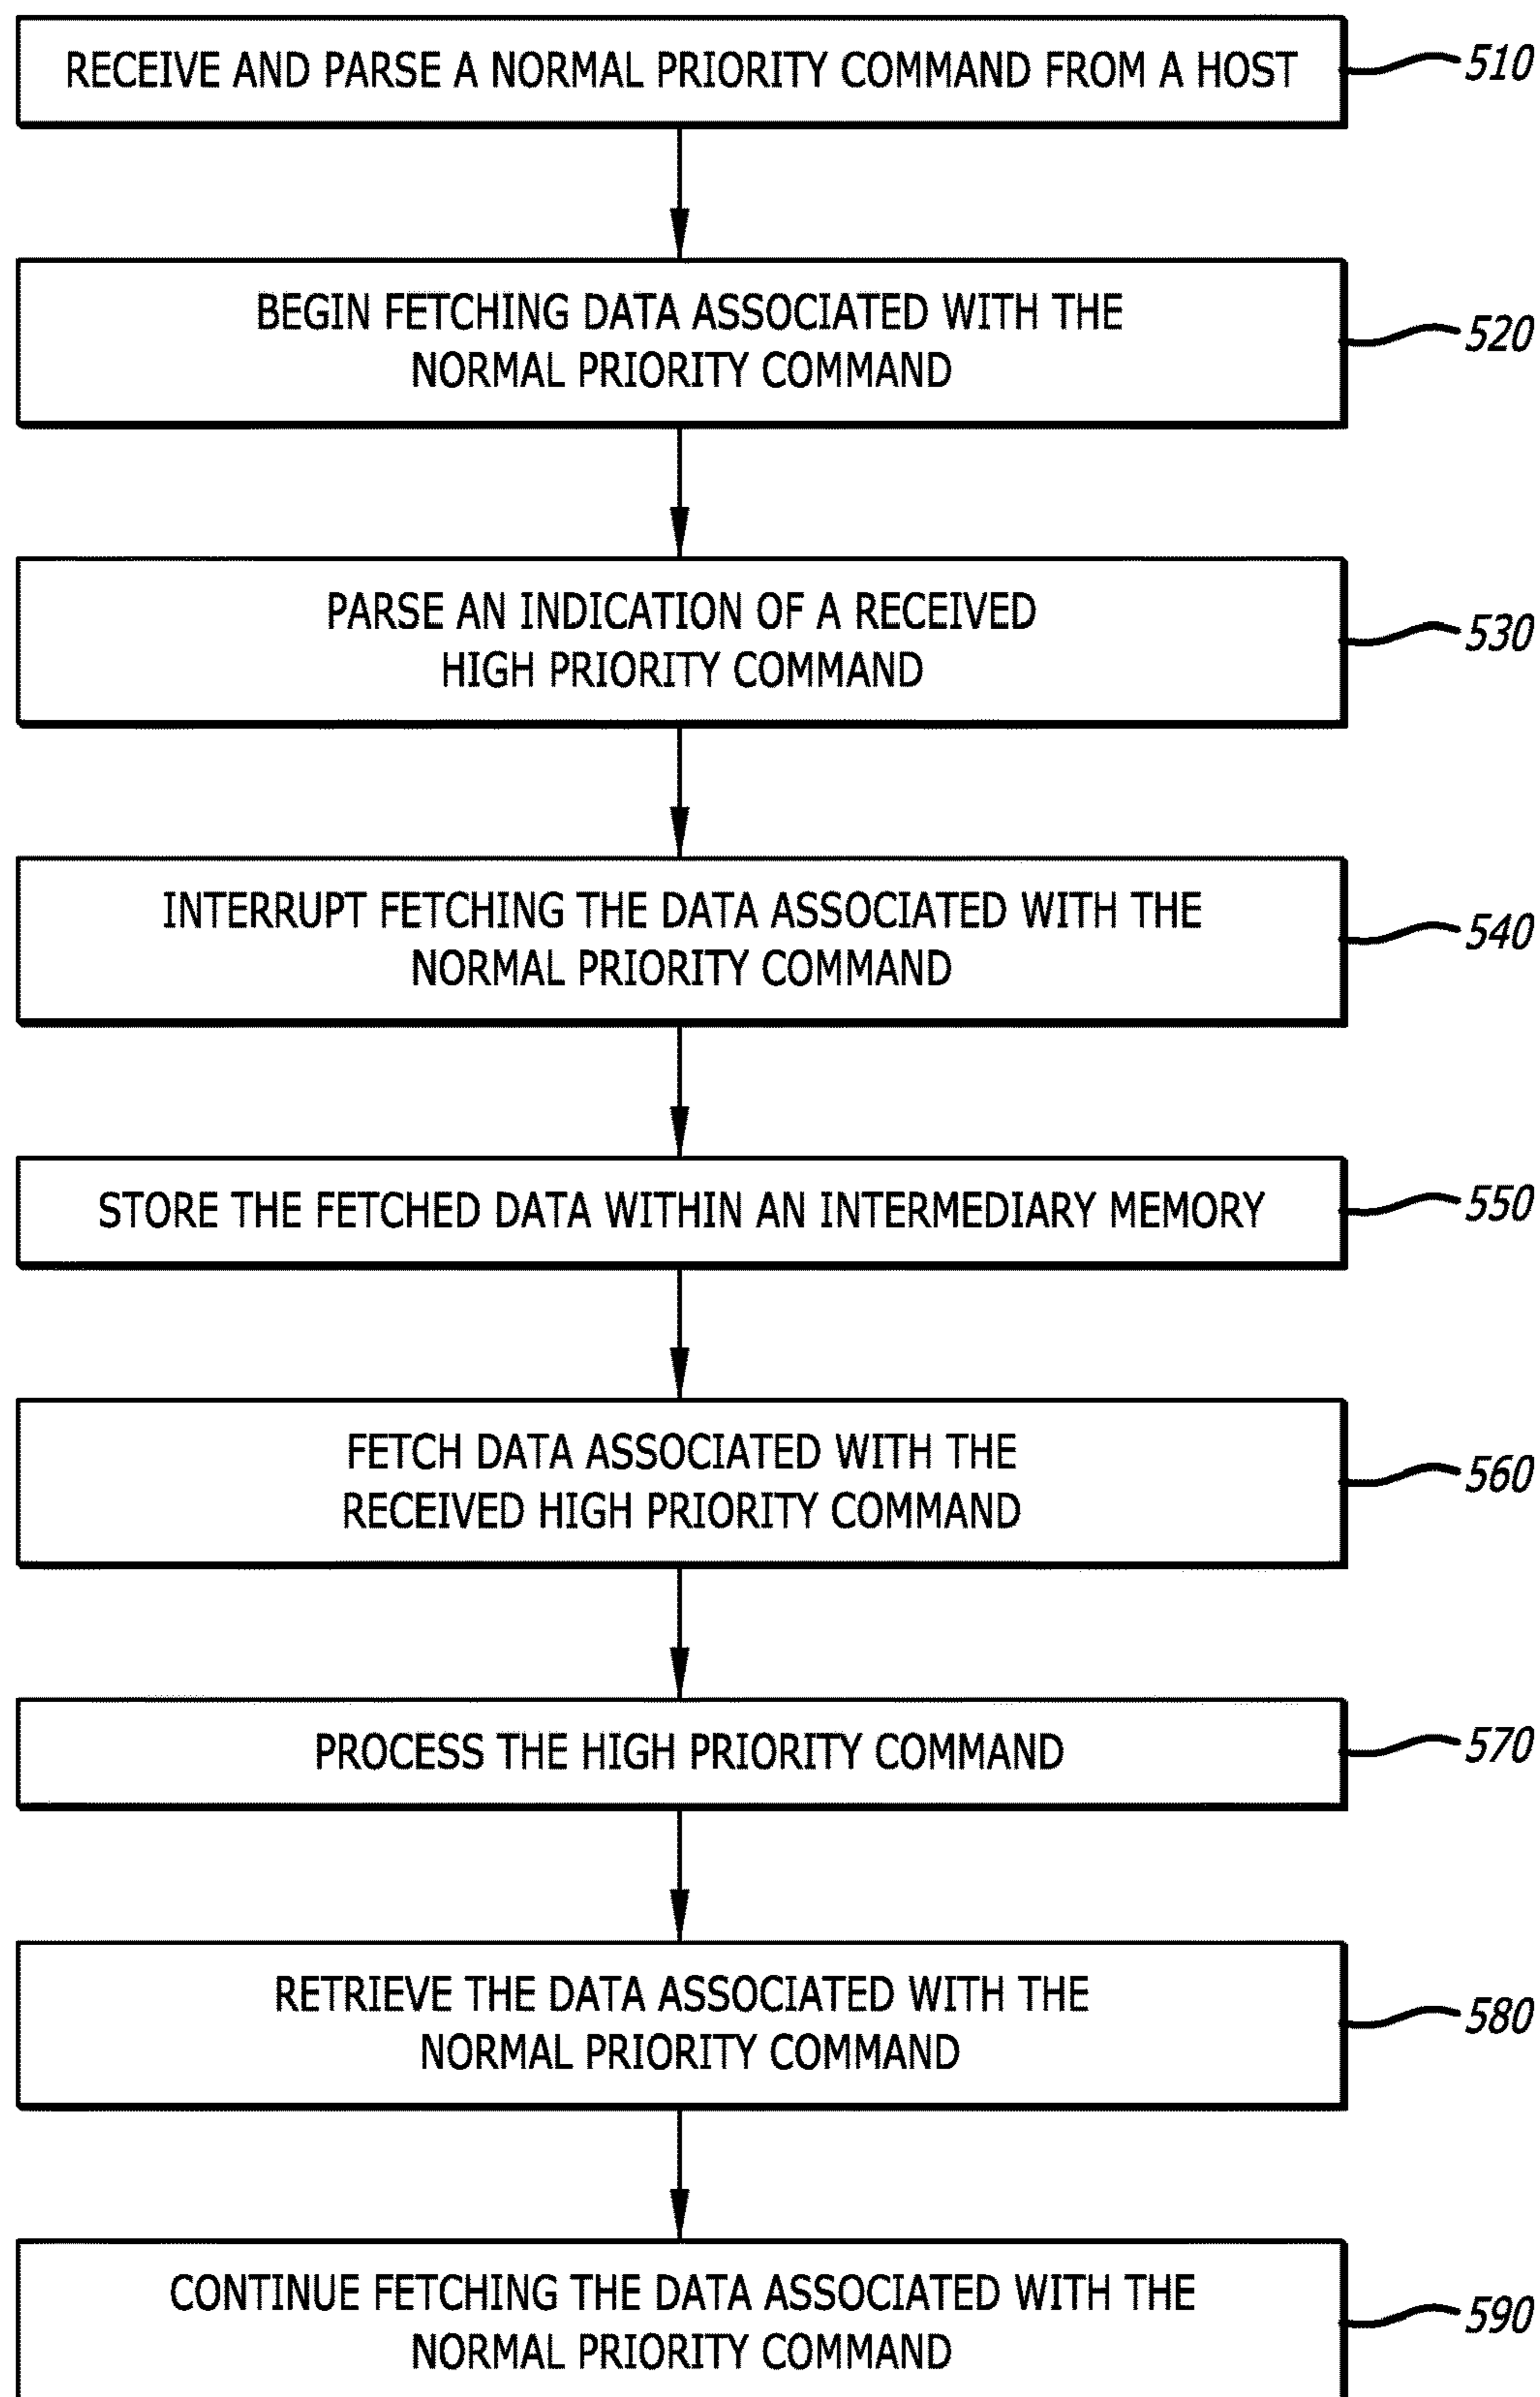 RECEIVE AND PARSE A NORMAL PRIORITY COMMAND FROM A HOST
510
BEGIN FETCHING DATA ASSOCIATED WITH THE
NORMAL PRIORITY COMMAND
520
PARSE AN INDICATION OF A RECEIVED
HIGH PRIORITY COMMAND
530
INTERRUPT FETCHING THE DATA ASSOCIATED WITH THE
NORMAL PRIORITY COMMAND
540
STORE THE FETCHED DATA WITHIN AN INTERMEDIARY MEMORY
550
FETCH DATA ASSOCIATED WITH THE
RECEIVED HIGH PRIORITY COMMAND
560
PROCESS THE HIGH PRIORITY COMMAND
570
RETRIEVE THE DATA ASSOCIATED WITH THE
NORMAL PRIORITY COMMAND
580
CONTINUE FETCHING THE DATA ASSOCIATED WITH THE
NORMAL PRIORITY COMMAND
590